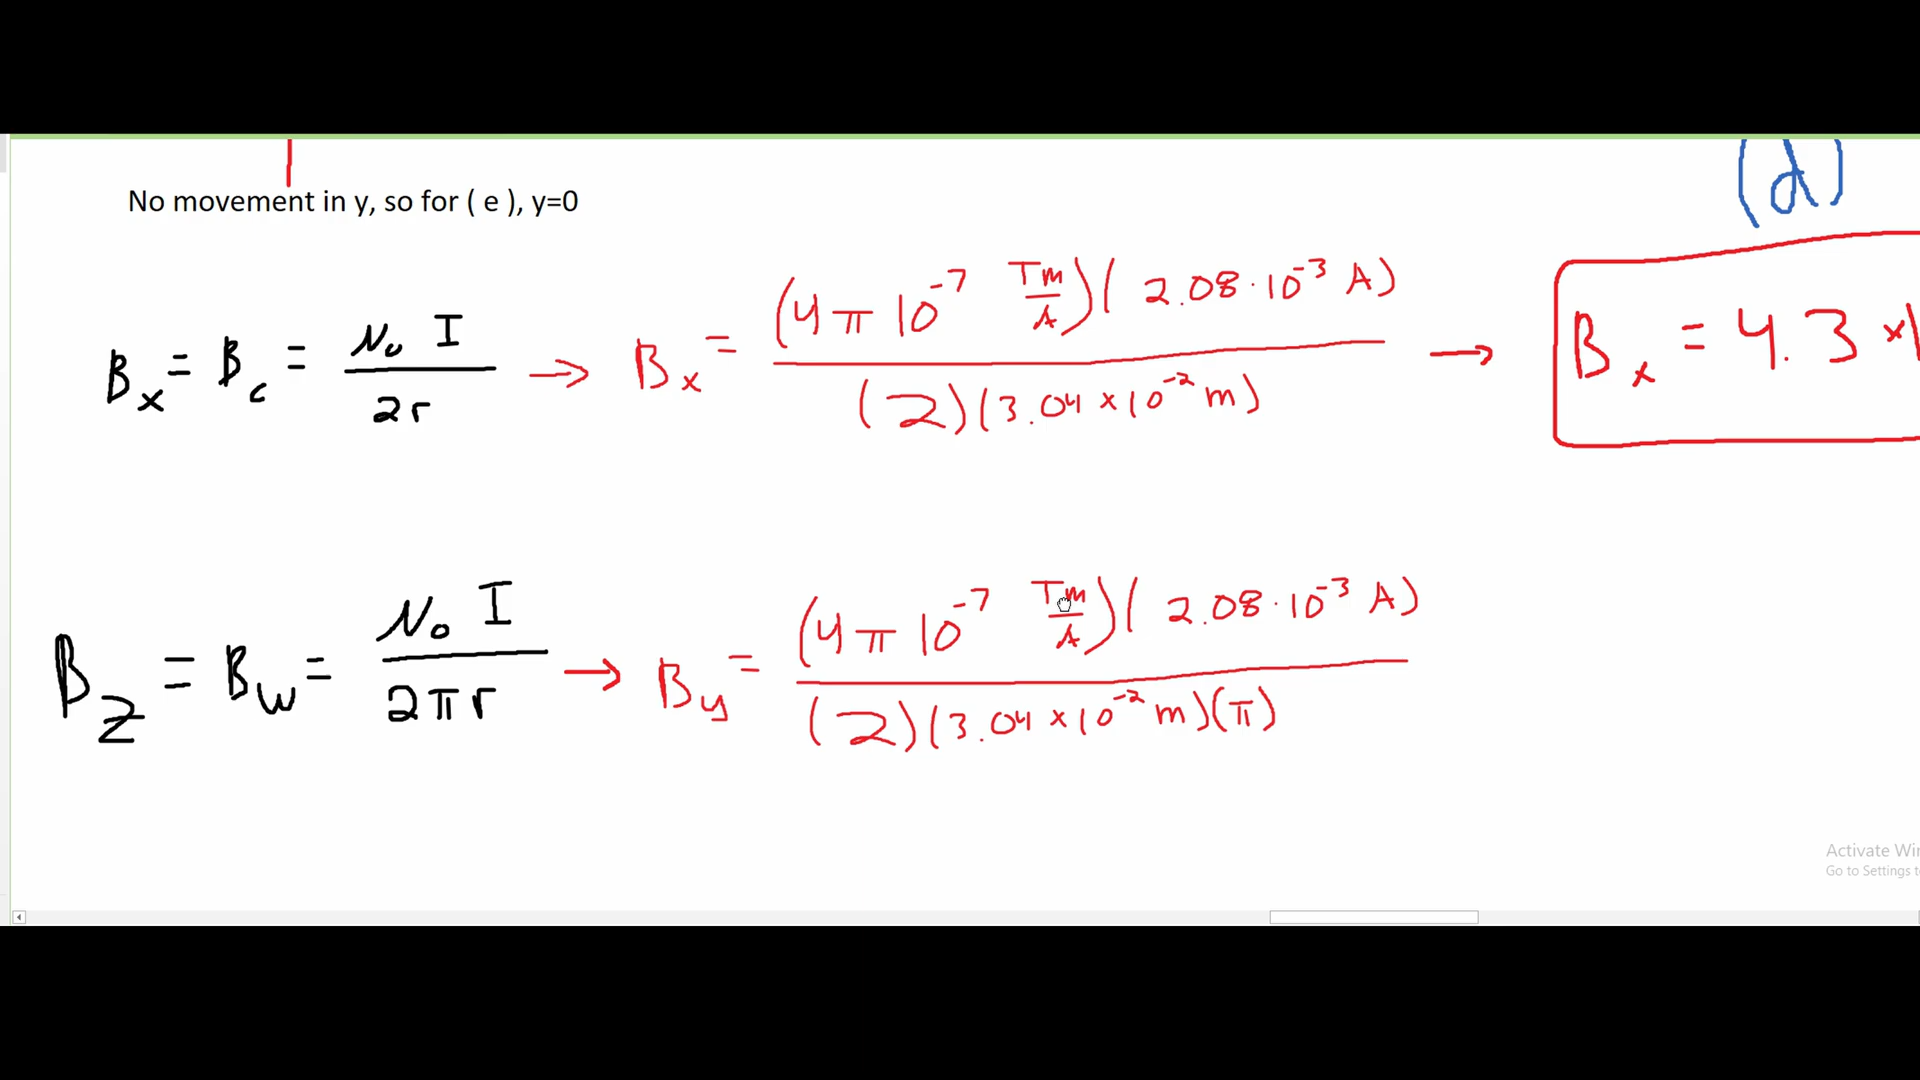 (d)
No movement in y, so for ( e ), y=0
Bx = Bc = μ₀ I / 2r → Bx = (4π 10⁻⁷ Tm/A)(2.08·10⁻³ A) / (2)(3.04×10⁻² m) → Bx = 4.3 ×
Bz = Bw = μ₀ I / 2πr → By = (4π 10⁻⁷ Tm/A)(2.08·10⁻³ A) / (2)(3.04×10⁻² m)(π)
Activate Wi
Go to Settings t